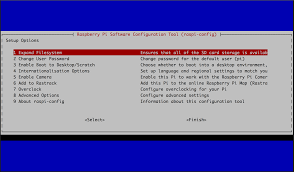 Raspberry Pi Software Configuration Tool (raspi-config)
Setup Options
1 Expand Filesystem Ensures that all of the SD card storage is availab
2 Change User Password Change password for the default user (pi)
3 Enable Boot to Desktop/Scratch Choose whether to boot into a desktop environment,
4 Internationalisation Options Set up language and regional settings to match you
5 Enable Camera Enable this Pi to work with the Raspberry Pi Camer
6 Add to Rastrack Add this Pi to the online Raspberry Pi Map (Rastra
7 Overclock Configure overclocking for your Pi
8 Advanced Options Configure advanced settings
9 About raspi-config Information about this configuration tool
<Select> <Finish>